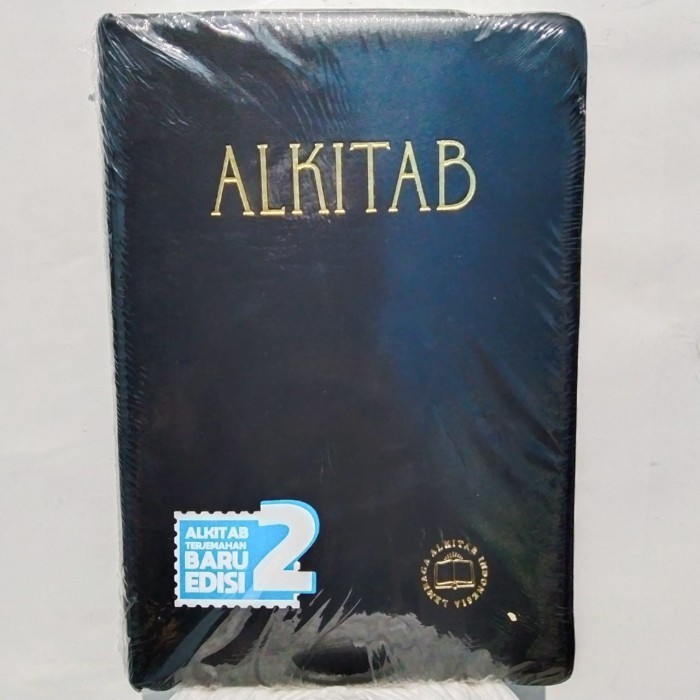 ALKITAB
ALKITAB
TERJEMAHAN
BARU
EDISI
2
LEMBAGA ALKITAB INDONESIA